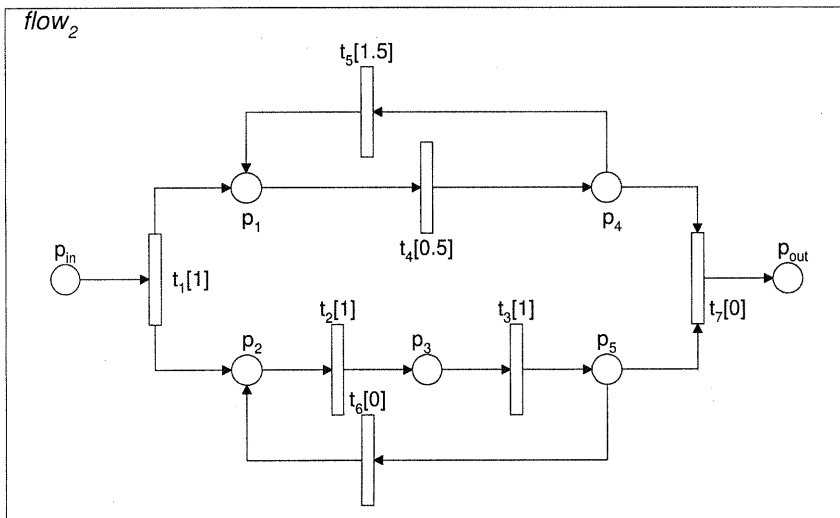 flow₂
t₅[1.5]
p₁
t₄[0.5]
p₄
pᵢₙ
t₁[1]
pₒᵤₜ
t₇[0]
t₂[1]
t₃[1]
p₂
p₃
p₅
t₆[0]